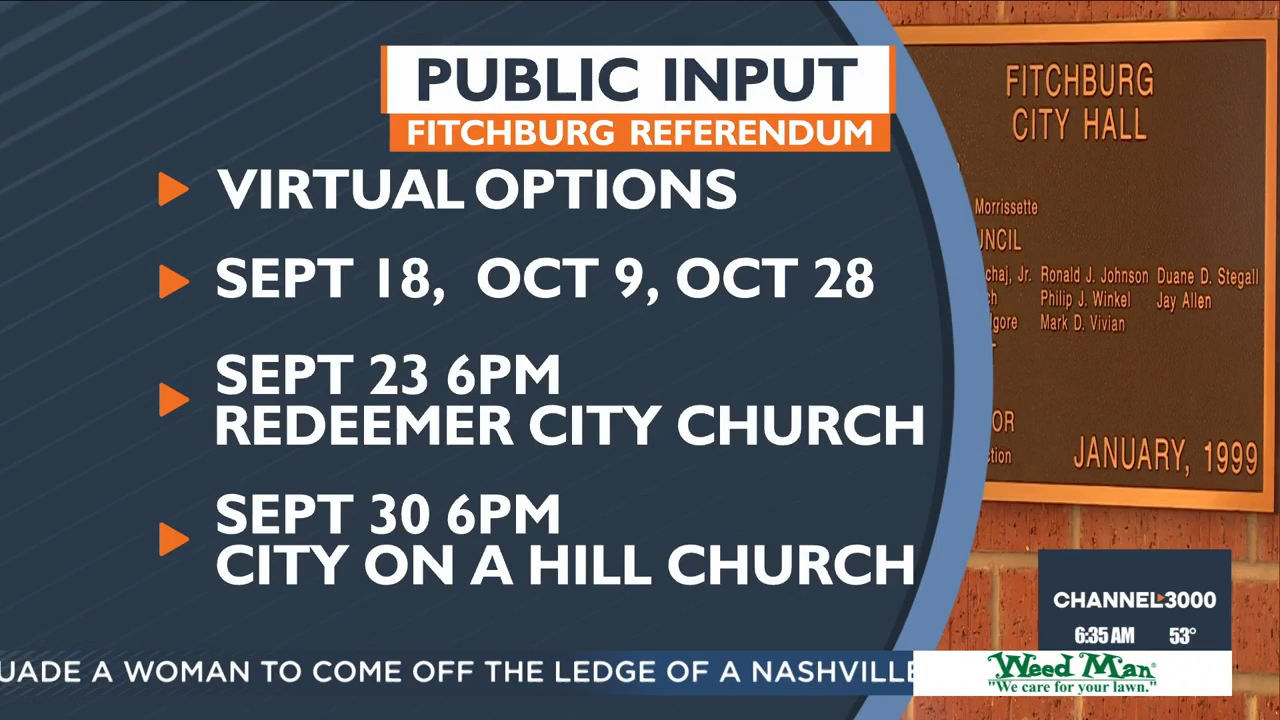 PUBLIC INPUT
FITCHBURG REFERENDUM
VIRTUAL OPTIONS
SEPT 18, OCT 9, OCT 28
SEPT 23 6PM
REDEEMER CITY CHURCH
SEPT 30 6PM
CITY ON A HILL CHURCH
FITCHBURG
CITY HALL
Morrissette
Jr. Ronald J. Johnson Duane D. Stegall
Philip J. Winkel Jay Allen
Mark D. Vivian
JANUARY, 1999
CHANNEL3000
6:35 AM 53°
UADE A WOMAN TO COME OFF THE LEDGE OF A NASHVILLE
Weed Man
"We care for your lawn."